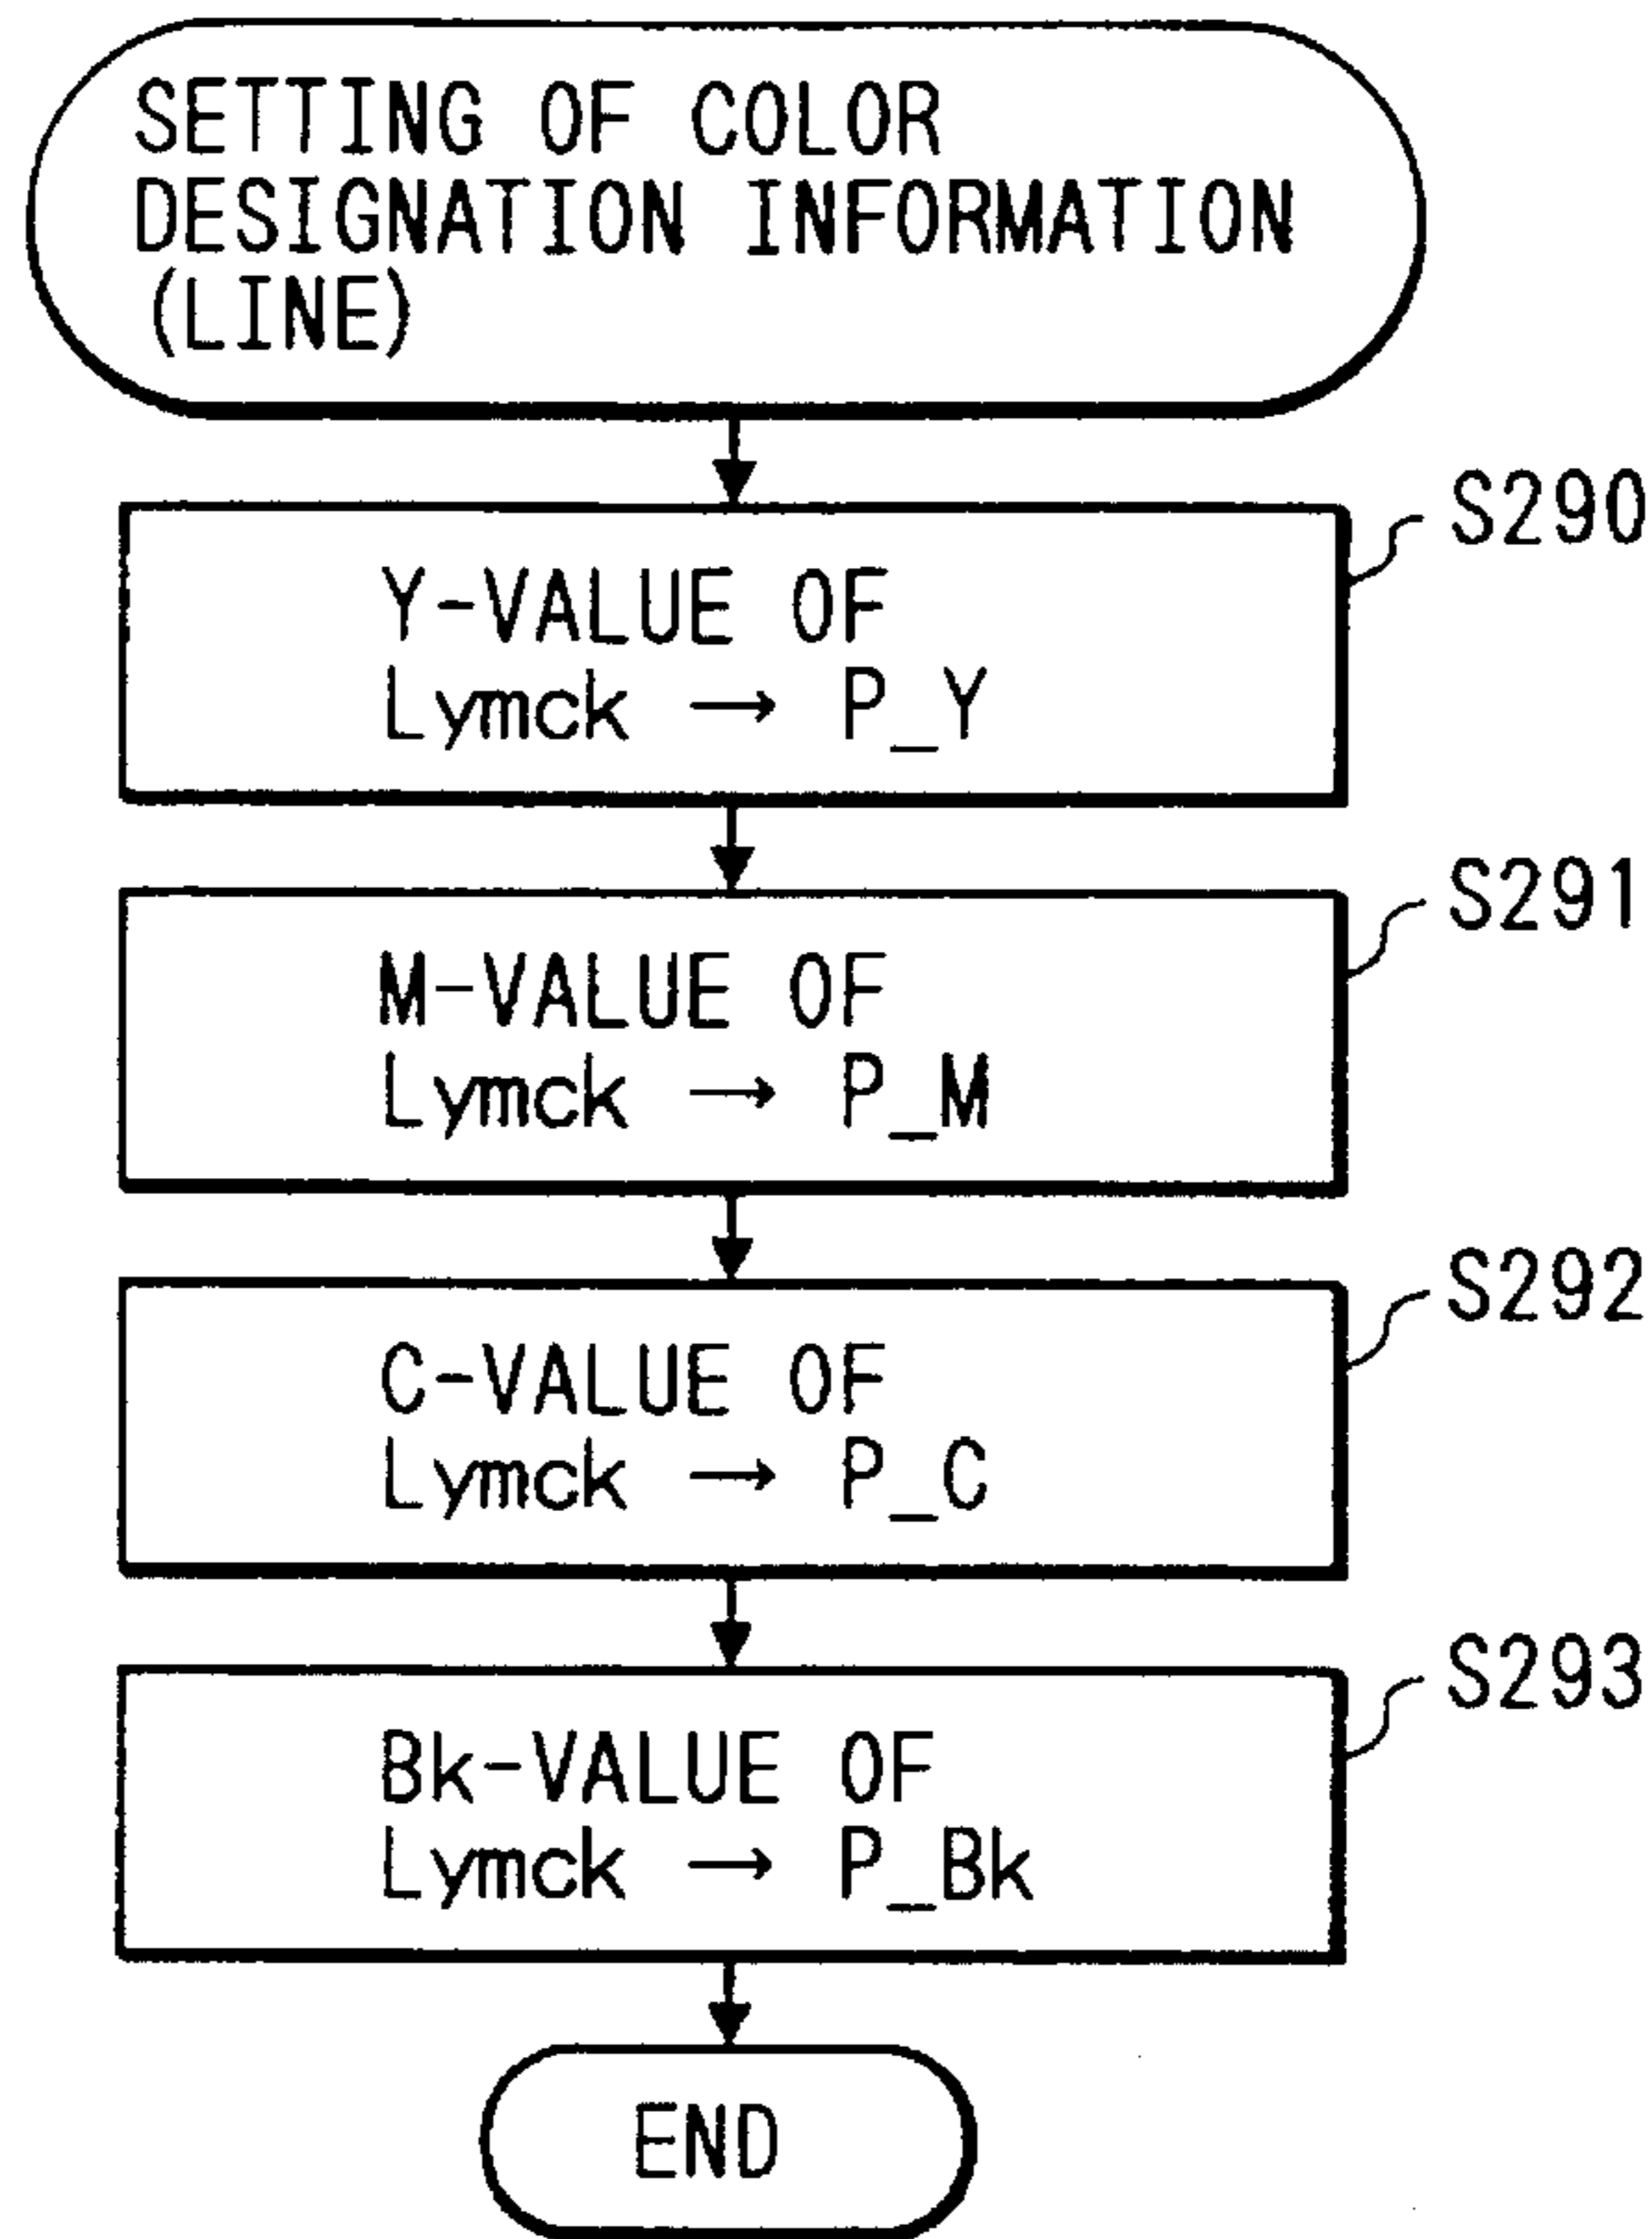 SETTING OF COLOR
DESIGNATION INFORMATION
(LINE)
S290
Y-VALUE OF
Lymck → P_Y
S291
M-VALUE OF
Lymck → P_M
S292
C-VALUE OF
Lymck → P_C
S293
Bk-VALUE OF
Lymck → P_Bk
END